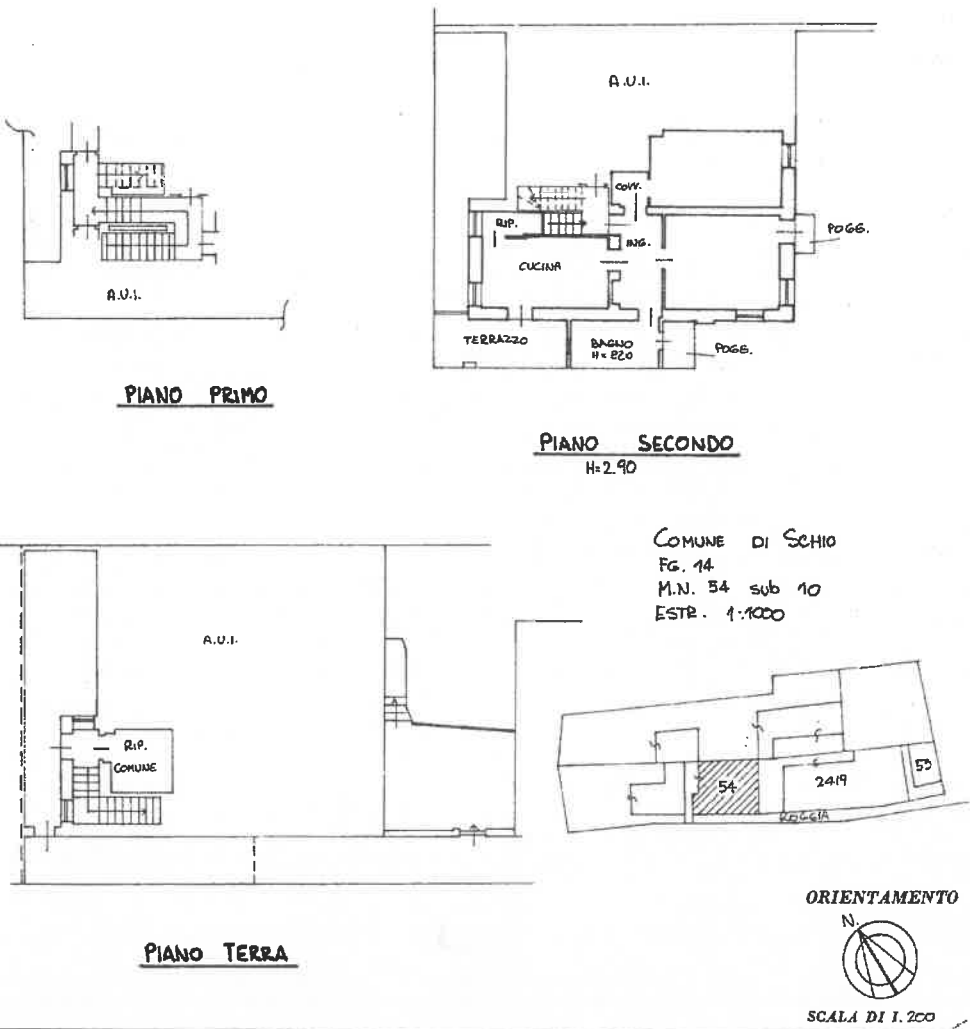 A.U.I.
PIANO PRIMO
A.U.I.
CORR.
RIP.
ING.
CUCINA
POGG.
TERRAZZO
BAGNO
H=220
POGG.
PIANO SECONDO
H=2.90
COMUNE DI SCHIO
FG. 14
M.N. 54 sub 10
ESTR. 1:1000
A.U.I.
RIP.
COMUNE
54
2419
53
ROGGIA
PIANO TERRA
ORIENTAMENTO
N.
SCALA DI 1:200